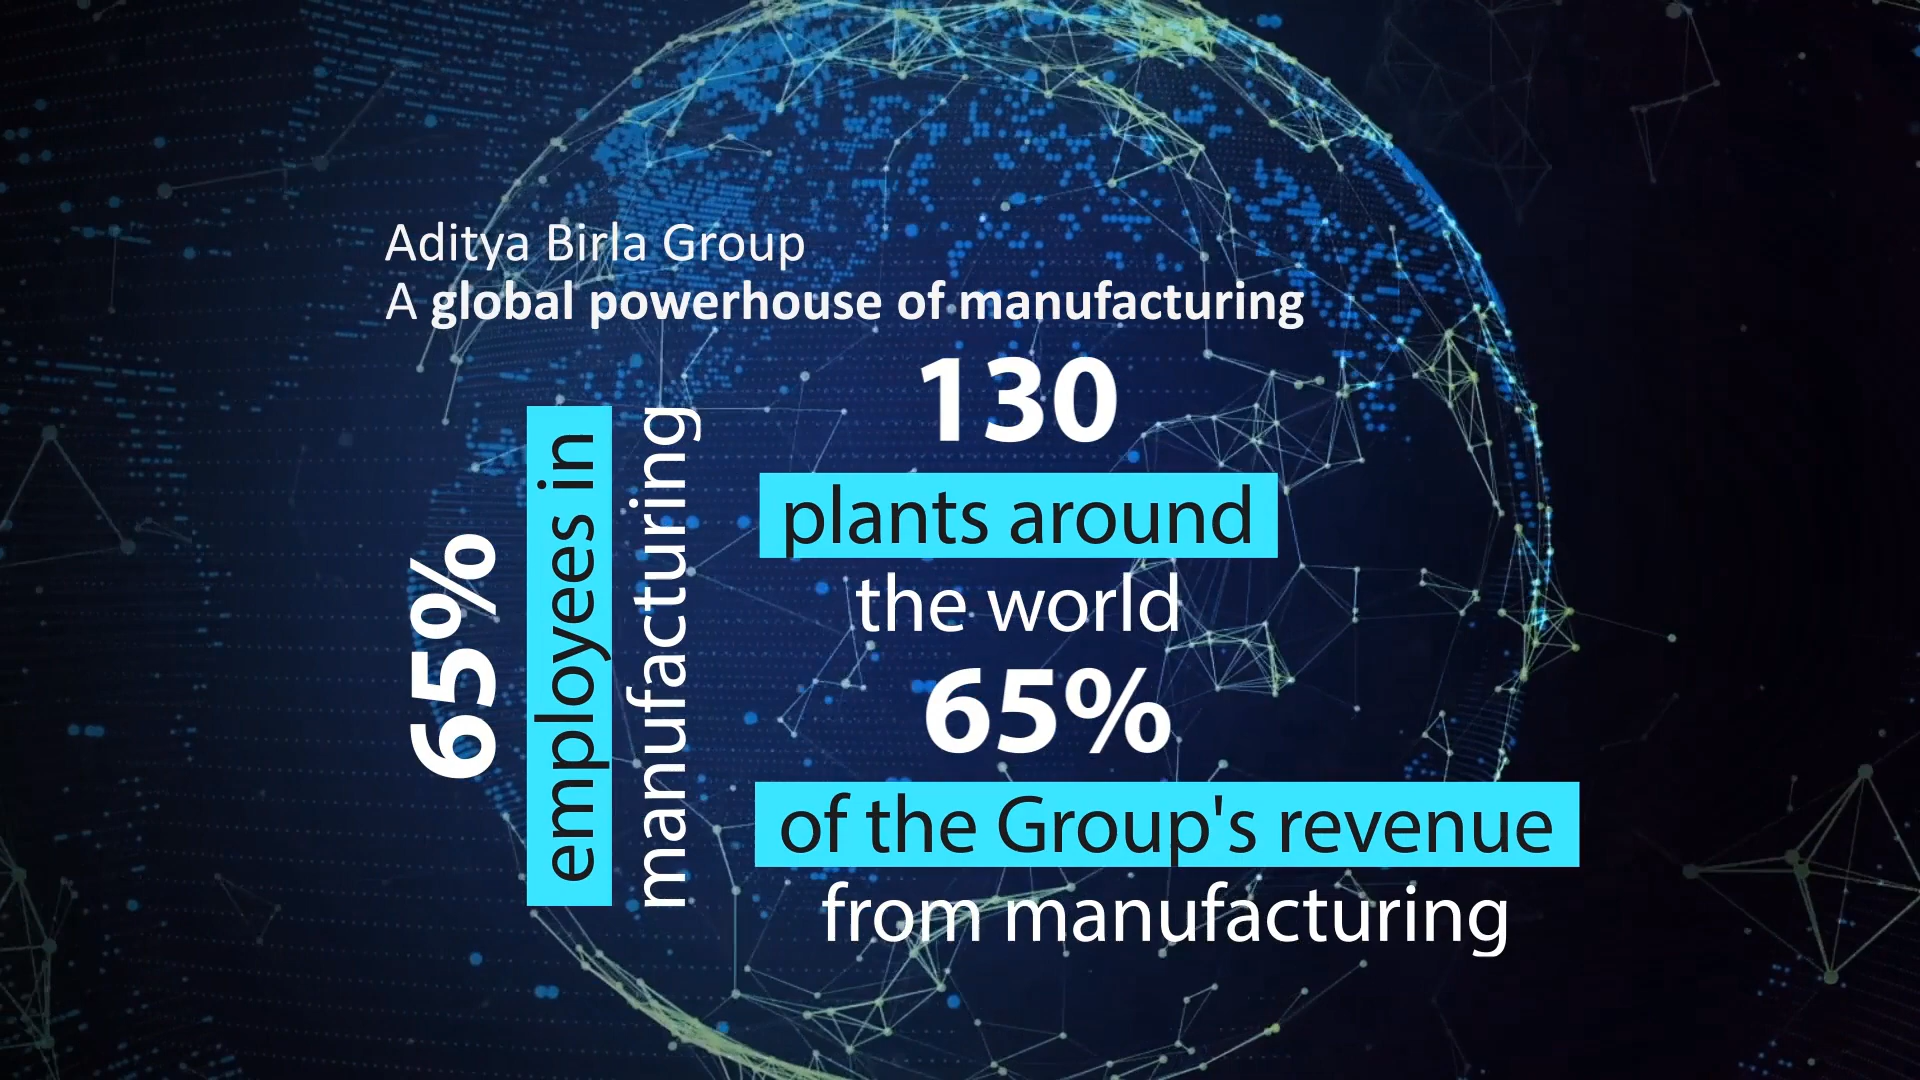 Aditya Birla Group
A global powerhouse of manufacturing
65%
employees in
manufacturing
130
plants around
the world
65%
of the Group's revenue
from manufacturing